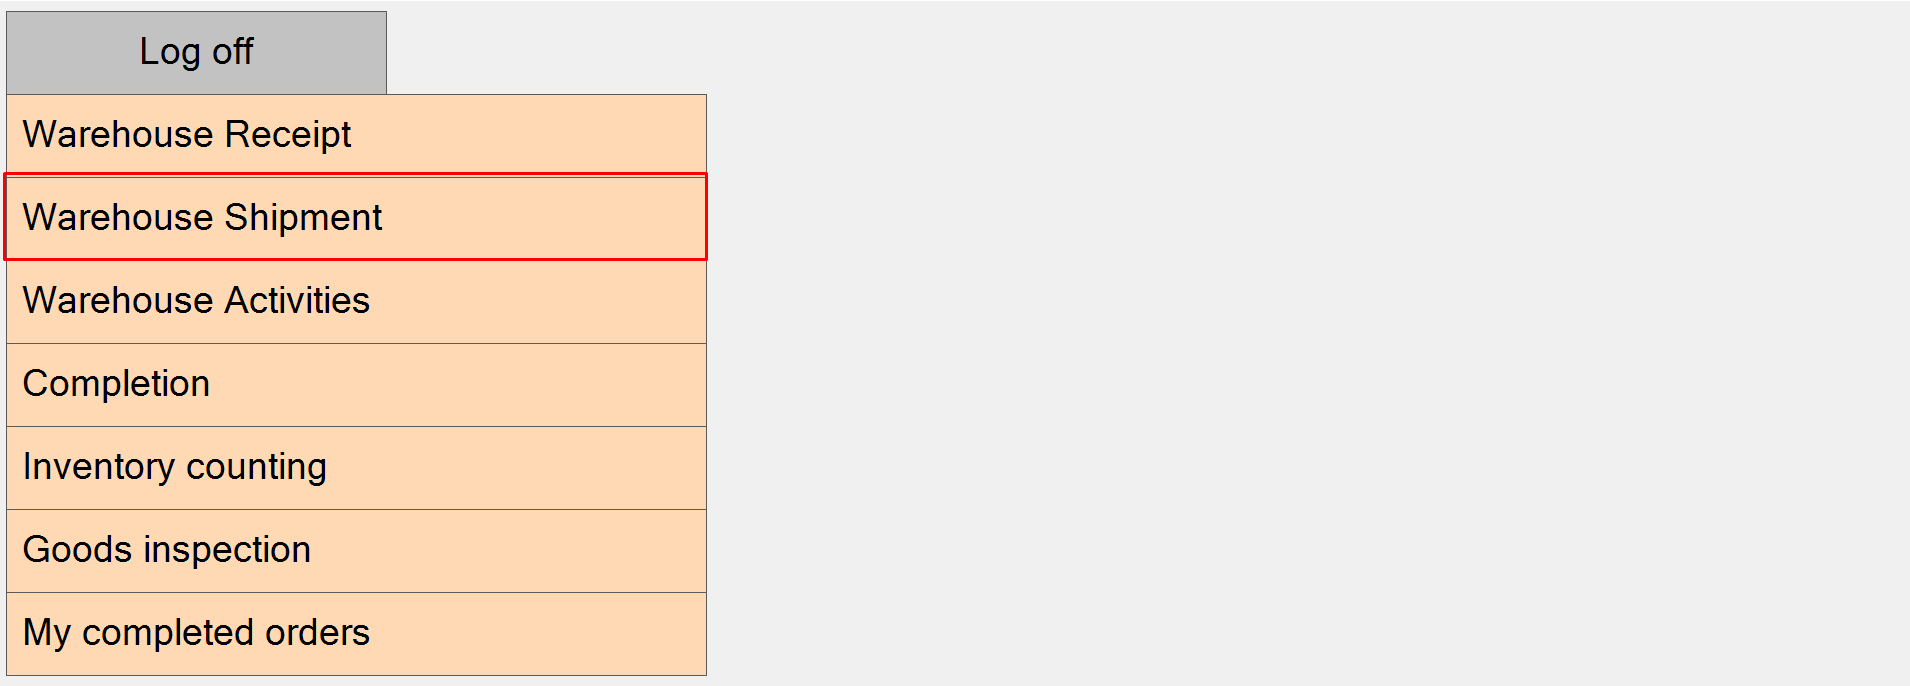 Log off
Warehouse Receipt
Warehouse Shipment
Warehouse Activities
Completion
Inventory counting
Goods inspection
My completed orders